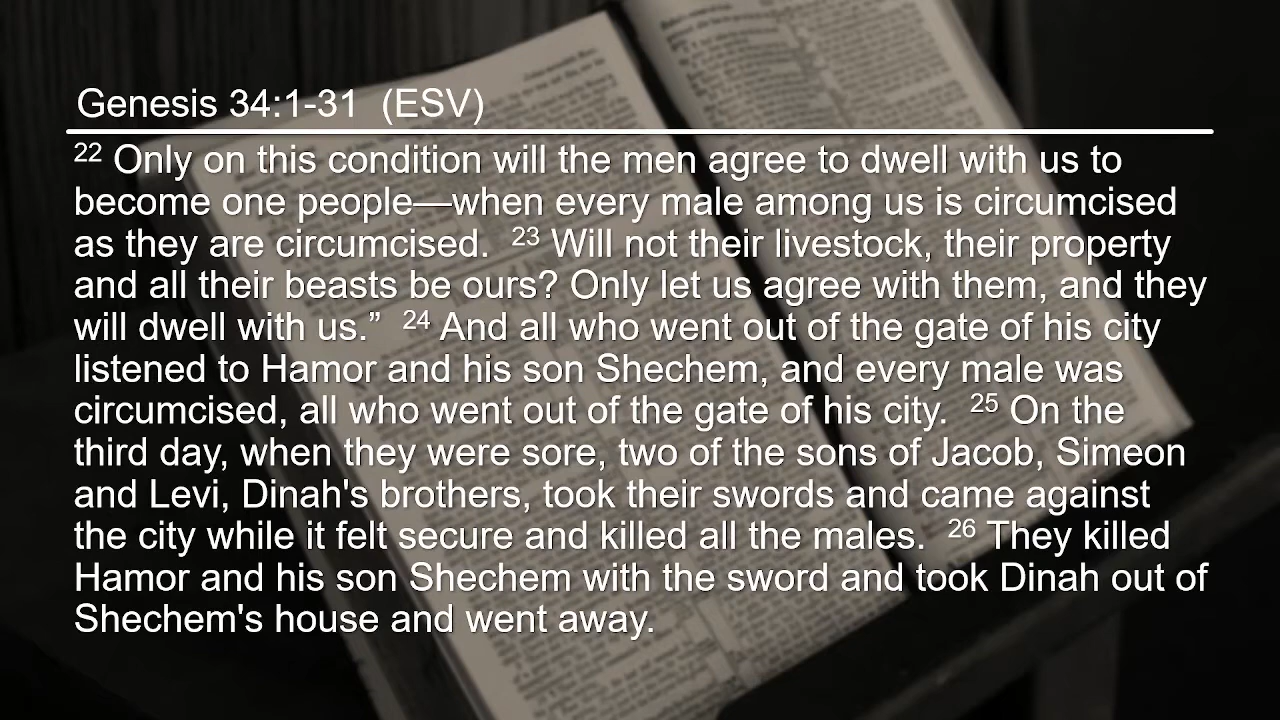 Genesis 34:1-31 (ESV)
22 Only on this condition will the men agree to dwell with us to
become one people—when every male among us is circumcised
as they are circumcised. 23 Will not their livestock, their property
and all their beasts be ours? Only let us agree with them, and they
will dwell with us.” 24 And all who went out of the gate of his city
listened to Hamor and his son Shechem, and every male was
circumcised, all who went out of the gate of his city. 25 On the
third day, when they were sore, two of the sons of Jacob, Simeon
and Levi, Dinah's brothers, took their swords and came against
the city while it felt secure and killed all the males. 26 They killed
Hamor and his son Shechem with the sword and took Dinah out of
Shechem's house and went away.